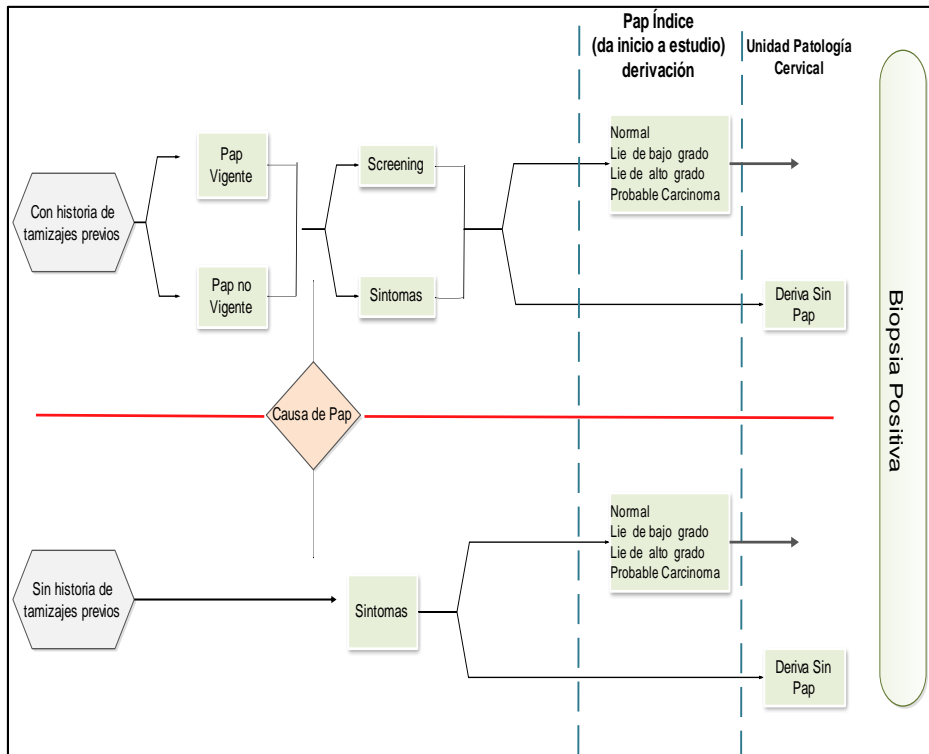 Pap Índice
(da inicio a estudio)
derivación
Unidad Patología
Cervical
Con historia de
tamizajes previos
Pap
Vigente
Pap no
Vigente
Screening
Sintomas
Normal
Lie de bajo grado
Lie de alto grado
Probable Carcinoma
Deriva Sin
Pap
Causa de Pap
Sin historia de
tamizajes previos
Sintomas
Normal
Lie de bajo grado
Lie de alto grado
Probable Carcinoma
Deriva Sin
Pap
Biopsia Positiva